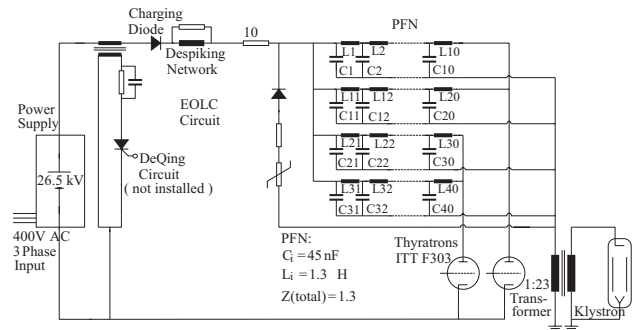 Charging
Diode
Despiking
Network
10
PFN
L1 L2 L10
C1 C2 C10
L11 L12 L20
C11 C12 C20
L21 L22 L30
C21 C22 C30
L31 L32 L40
C31 C32 C40
EOLC
Circuit
Power
Supply
26.5 kV
DeQing
Circuit
( not installed )
400V AC
3 Phase
Input
PFN:
Ci = 45 nF
Li = 1.3 H
Z(total) = 1.3
Thyratrons
ITT F303
1:23
Trans-
former
Klystron